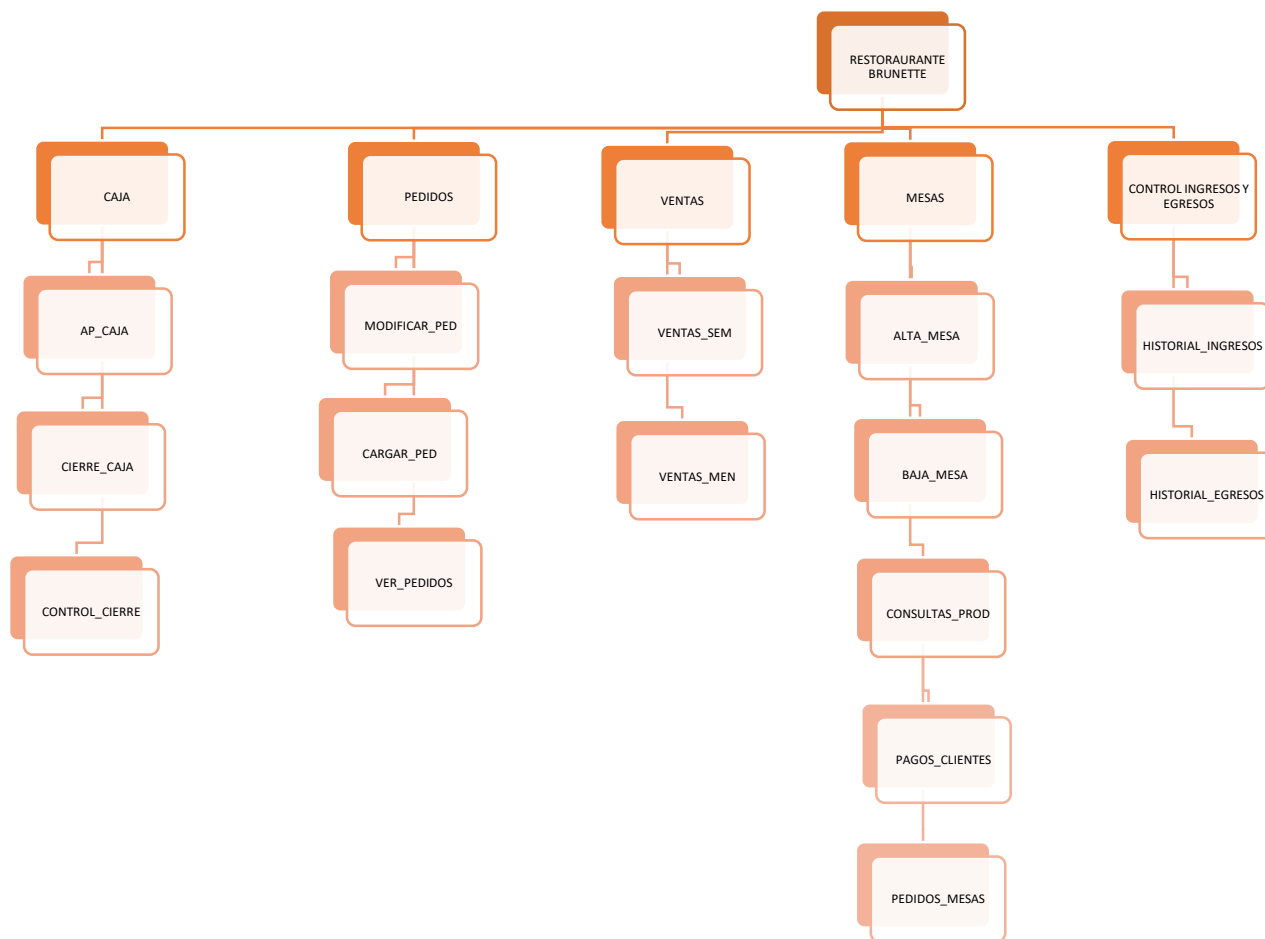 RESTORAURANTE
BRUNETTE
CAJA
PEDIDOS
VENTAS
MESAS
CONTROL INGRESOS Y
EGRESOS
AP_CAJA
MODIFICAR_PED
VENTAS_SEM
ALTA_MESA
HISTORIAL_INGRESOS
CIERRE_CAJA
CARGAR_PED
VENTAS_MEN
BAJA_MESA
HISTORIAL_EGRESOS
CONTROL_CIERRE
VER_PEDIDOS
CONSULTAS_PROD
PAGOS_CLIENTES
PEDIDOS_MESAS